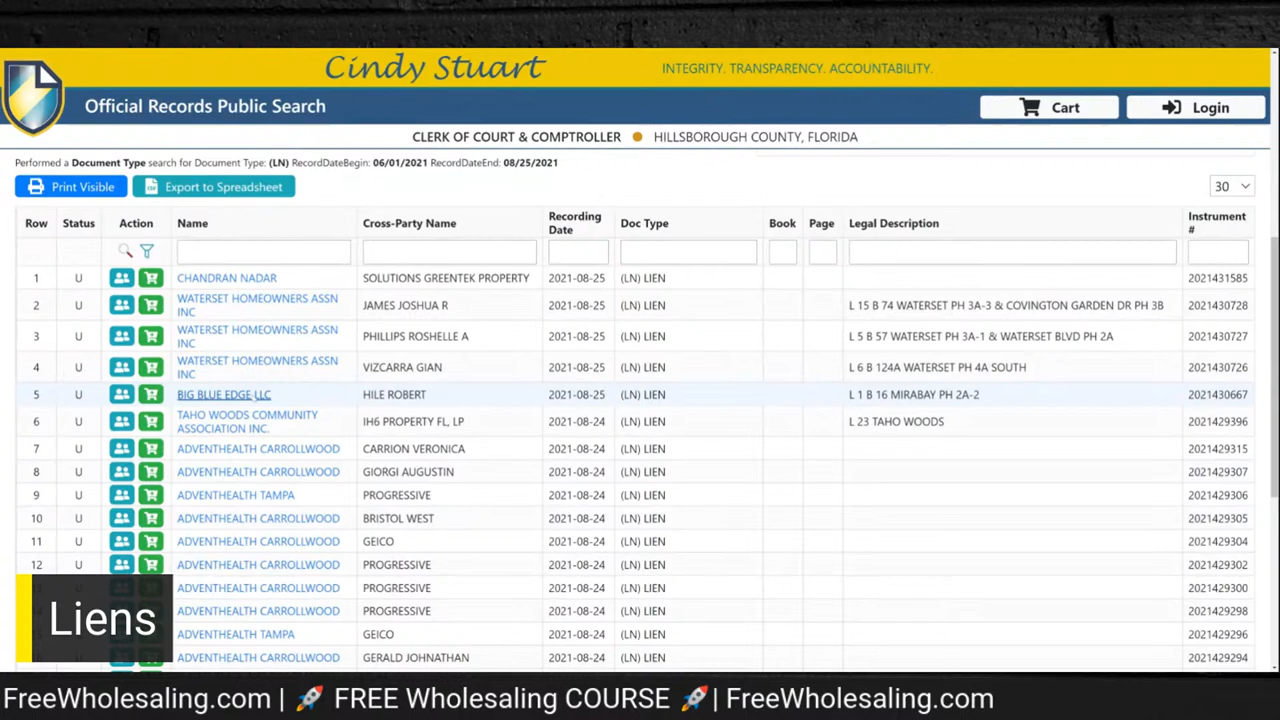 Cindy Stuart
INTEGRITY. TRANSPARENCY. ACCOUNTABILITY.
Official Records Public Search
Cart
Login
CLERK OF COURT & COMPTROLLER HILLSBOROUGH COUNTY, FLORIDA
Performed a Document Type search for Document Type: (LN) RecordDateBegin: 06/01/2021 RecordDateEnd: 08/25/2021
Print Visible
Export to Spreadsheet
30
Row Status Action Name Cross-Party Name Recording Date Doc Type Book Page Legal Description Instrument #
1 U CHANDRAN NADAR SOLUTIONS GREENTEK PROPERTY 2021-08-25 (LN) LIEN 2021431585
2 U WATERSET HOMEOWNERS ASSN INC JAMES JOSHUA R 2021-08-25 (LN) LIEN L 15 B 74 WATERSET PH 3A-3 & COVINGTON GARDEN DR PH 3B 2021430728
3 U WATERSET HOMEOWNERS ASSN INC PHILLIPS ROSHELLE A 2021-08-25 (LN) LIEN L 5 B 57 WATERSET PH 3A-1 & WATERSET BLVD PH 2A 2021430727
4 U WATERSET HOMEOWNERS ASSN INC VIZCARRA GIAN 2021-08-25 (LN) LIEN L 6 B 124A WATERSET PH 4A SOUTH 2021430726
5 U BIG BLUE EDGE LLC HILE ROBERT 2021-08-25 (LN) LIEN L 1 B 16 MIRABAY PH 2A-2 2021430667
6 U TAHO WOODS COMMUNITY ASSOCIATION INC. IH6 PROPERTY FL, LP 2021-08-25 (LN) LIEN L 23 TAHO WOODS 2021429396
7 U ADVENTHEALTH CARROLLWOOD CARRION VERONICA 2021-08-24 (LN) LIEN 2021429315
8 U ADVENTHEALTH CARROLLWOOD GIORGI AUGUSTIN 2021-08-24 (LN) LIEN 2021429307
9 U ADVENTHEALTH TAMPA PROGRESSIVE 2021-08-24 (LN) LIEN 2021429306
10 U ADVENTHEALTH CARROLLWOOD BRISTOL WEST 2021-08-24 (LN) LIEN 2021429305
11 U ADVENTHEALTH CARROLLWOOD GEICO 2021-08-24 (LN) LIEN 2021429304
12 U ADVENTHEALTH CARROLLWOOD PROGRESSIVE 2021-08-24 (LN) LIEN 2021429302
ADVENTHEALTH CARROLLWOOD PROGRESSIVE 2021-08-24 (LN) LIEN 2021429300
ADVENTHEALTH CARROLLWOOD PROGRESSIVE 2021-08-24 (LN) LIEN 2021429298
ADVENTHEALTH TAMPA GEICO 2021-08-24 (LN) LIEN 2021429296
ADVENTHEALTH CARROLLWOOD GERALD JOHNATHAN 2021-08-24 (LN) LIEN 2021429294
Liens
FreeWholesaling.com | 🚀 FREE Wholesaling COURSE 🚀| FreeWholesaling.com